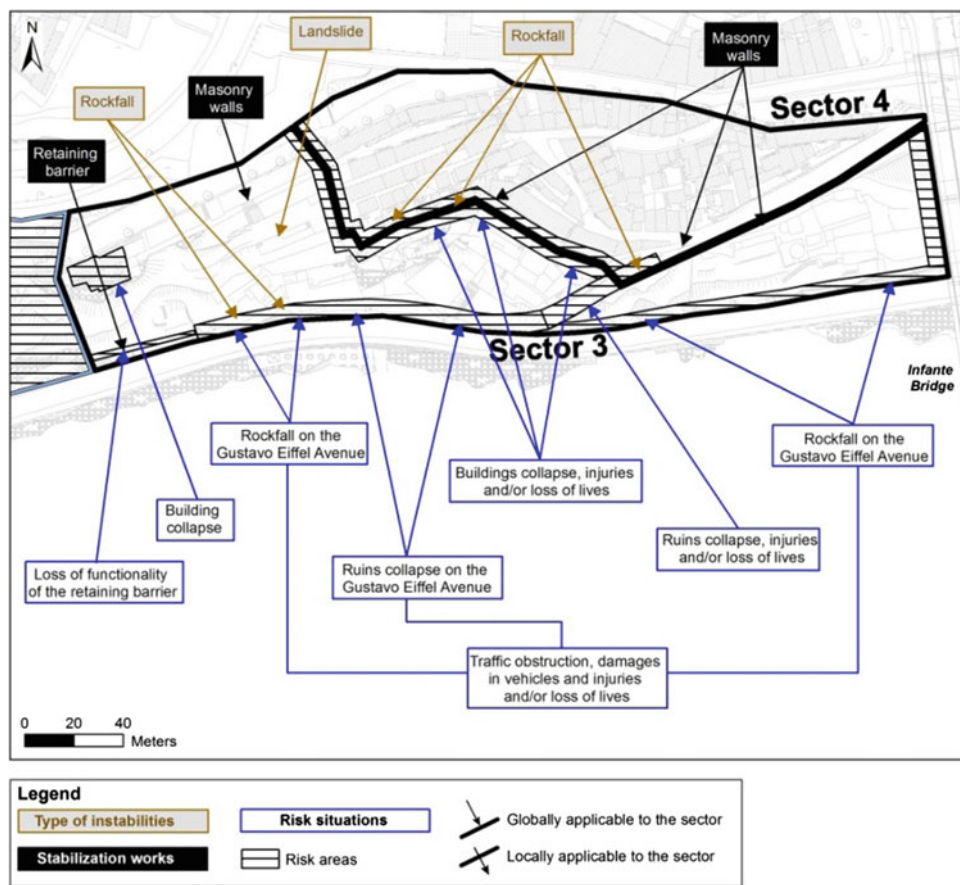 N
Landslide
Rockfall
Masonry
walls
Rockfall
Masonry
walls
Sector 4
Retaining
barrier
Sector 3
Infante
Bridge
Rockfall on the
Gustavo Eiffel Avenue
Buildings collapse, injuries
and/or loss of lives
Rockfall on the
Gustavo Eiffel Avenue
Building
collapse
Ruins collapse, injuries
and/or loss of lives
Loss of functionality
of the retaining barrier
Ruins collapse on the
Gustavo Eiffel Avenue
Traffic obstruction, damages
in vehicles and injuries
and/or loss of lives
0 20 40
Meters
Legend
Type of instabilities
Risk situations
Globally applicable to the sector
Stabilization works
Risk areas
Locally applicable to the sector